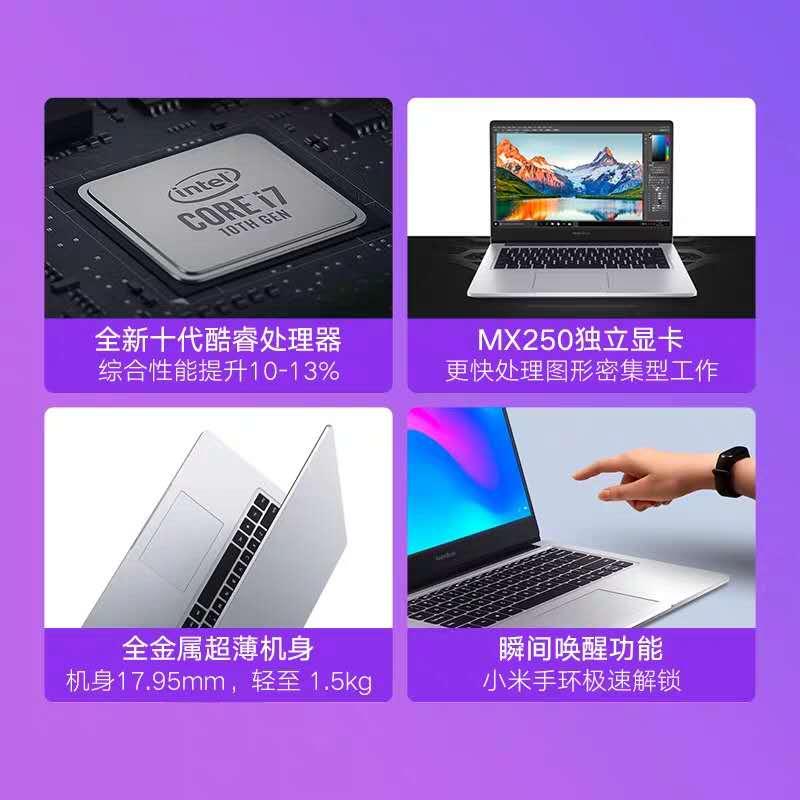 intel
CORE i7
10TH GEN
全新十代酷睿处理器
综合性能提升10-13%
MX250独立显卡
更快处理图形密集型工作
全金属超薄机身
机身17.95mm，轻至 1.5kg
瞬间唤醒功能
小米手环极速解锁